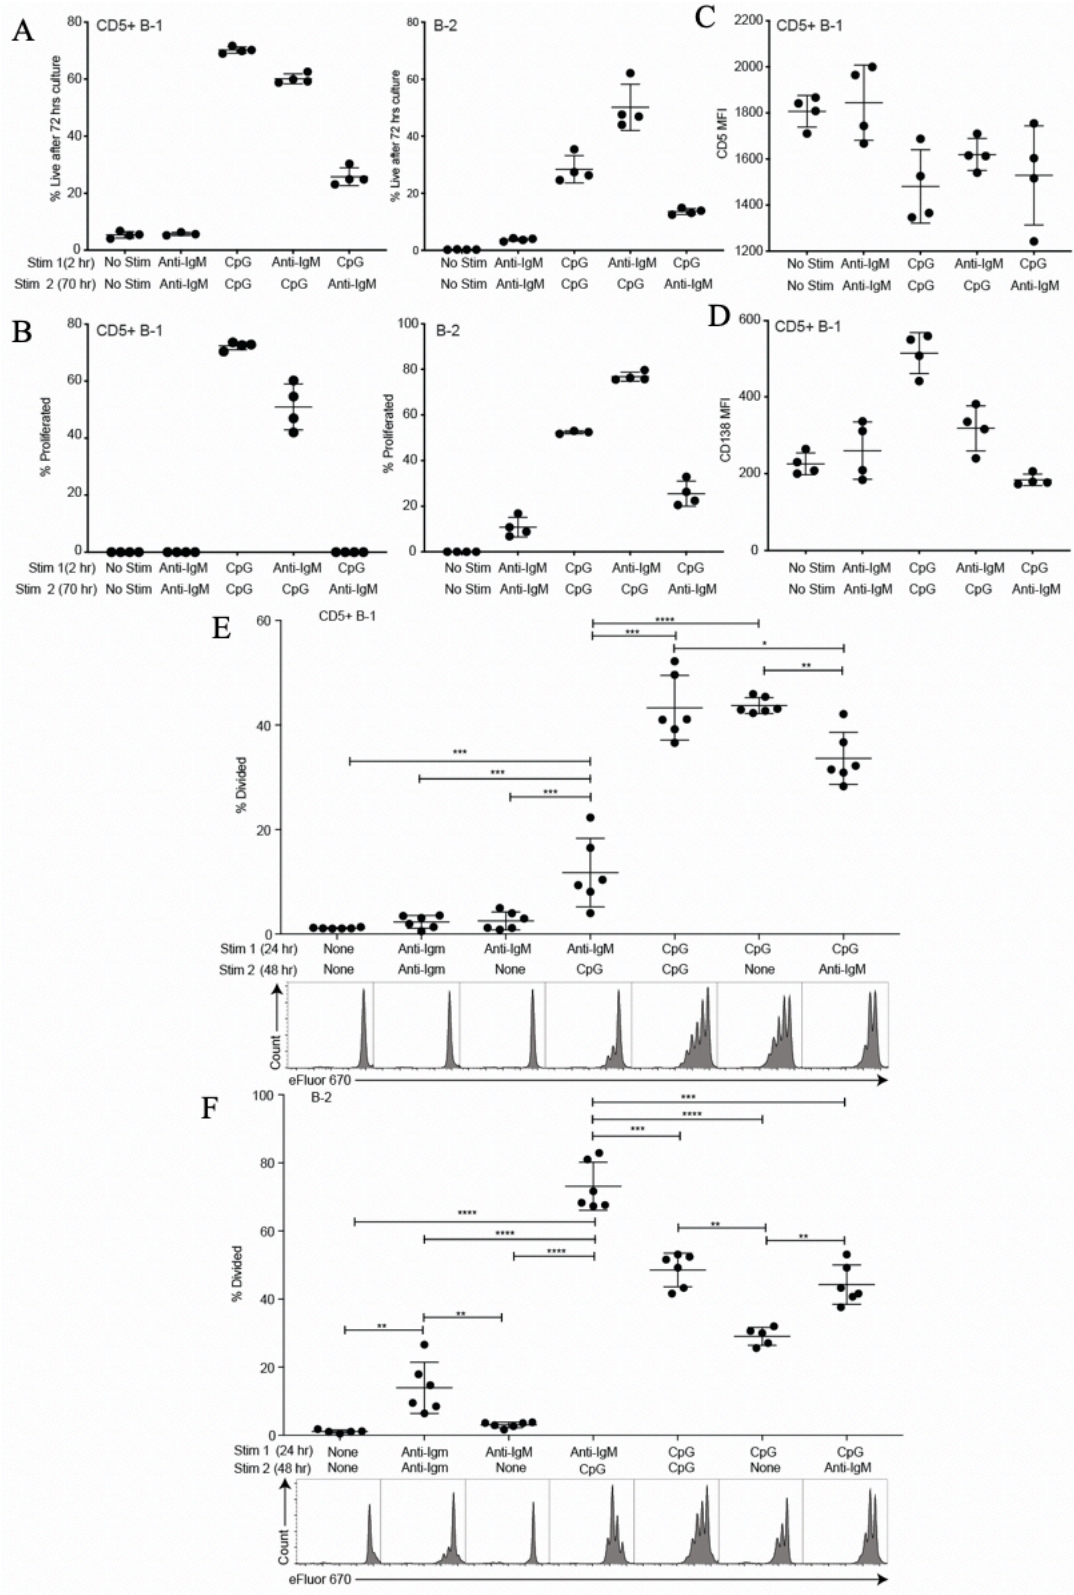 A
CD5+ B-1
% Live after 72 hrs culture
80
60
40
20
0
Stim 1(2 hr) No Stim Anti-IgM CpG Anti-IgM CpG
Stim 2 (70 hr) No Stim Anti-IgM CpG CpG Anti-IgM
B-2
% Live after 72 hrs culture
80
60
40
20
0
No Stim Anti-IgM CpG Anti-IgM CpG
No Stim Anti-IgM CpG CpG Anti-IgM
C
CD5+ B-1
CD5 MFI
2200
2000
1800
1600
1400
1200
No Stim Anti-IgM CpG Anti-IgM CpG
No Stim Anti-IgM CpG CpG Anti-IgM
B
CD5+ B-1
% Proliferated
80
60
40
20
0
Stim 1(2 hr) No Stim Anti-IgM CpG Anti-IgM CpG
Stim 2 (70 hr) No Stim Anti-IgM CpG CpG Anti-IgM
B-2
% Proliferated
100
80
60
40
20
0
No Stim Anti-IgM CpG Anti-IgM CpG
No Stim Anti-IgM CpG CpG Anti-IgM
D
CD5+ B-1
CD138 MFI
600
400
200
0
No Stim Anti-IgM CpG Anti-IgM CpG
No Stim Anti-IgM CpG CpG Anti-IgM
E
CD5+ B-1
% Divided
60
40
20
0
****
***
*
**
***
***
***
Stim 1 (24 hr) None Anti-Igm Anti-IgM Anti-IgM CpG CpG CpG
Stim 2 (48 hr) None Anti-Igm None CpG CpG None Anti-IgM
Count
eFluor 670
F
B-2
% Divided
100
80
60
40
20
0
***
****
***
****
****
****
**
**
**
**
Stim 1 (24 hr) None Anti-Igm Anti-IgM Anti-IgM CpG CpG CpG
Stim 2 (48 hr) None Anti-Igm None CpG CpG None Anti-IgM
Count
eFluor 670